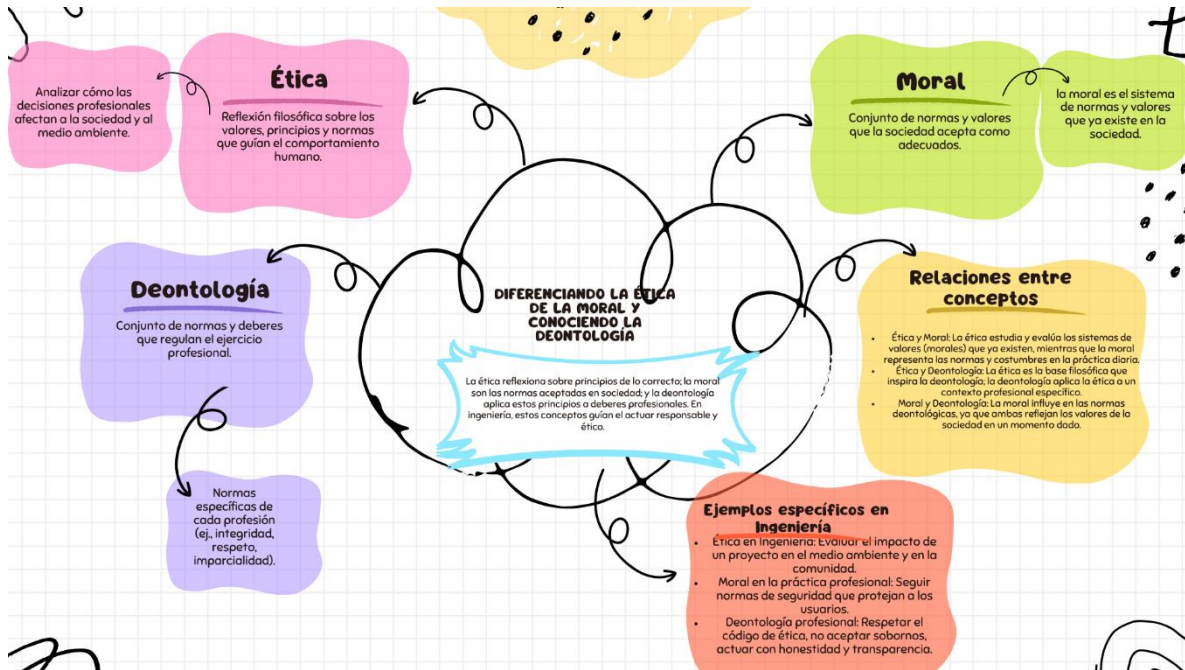 Analizar cómo las
decisiones profesionales
afectan a la sociedad y al
medio ambiente.
Ética
Reflexión filosófica sobre los
valores, principios y normas
que guían el comportamiento
humano.
Moral
Conjunto de normas y valores
que la sociedad acepta como
adecuados.
la moral es el sistema
de normas y valores
que ya existe en la
sociedad.
Deontología
Conjunto de normas y deberes
que regulan el ejercicio
profesional.
Normas
específicas de
cada profesión
(ej., integridad,
respeto,
imparcialidad).
DIFERENCIANDO LA ÉTICA
DE LA MORAL Y
CONOCIENDO LA
DEONTOLOGÍA
La ética reflexiona sobre principios de lo correcto; la moral
son las normas aceptadas en sociedad; y la deontología
aplica estos principios a deberes profesionales. En
ingeniería, estos conceptos guían el actuar responsable y
ético.
Relaciones entre
conceptos
• Ética y Moral: La ética estudia y evalúa los sistemas de
valores (morales) que ya existen, mientras que la moral
representa las normas y costumbres en la práctica diaria.
• Ética y Deontología: La ética es la base filosófica que
inspira la deontología; la deontología aplica la ética a un
contexto profesional específico.
• Moral y Deontología: La moral influye en las normas
deontológicas, ya que ambas reflejan los valores de la
sociedad en un momento dado.
Ejemplos específicos en
Ingeniería
• Ética en Ingeniería: Evaluar el impacto de
un proyecto en el medio ambiente y en la
comunidad.
• Moral en la práctica profesional: Seguir
normas de seguridad que protejan a los
usuarios.
• Deontología profesional: Respetar el
código de ética, no aceptar sobornos,
actuar con honestidad y transparencia.